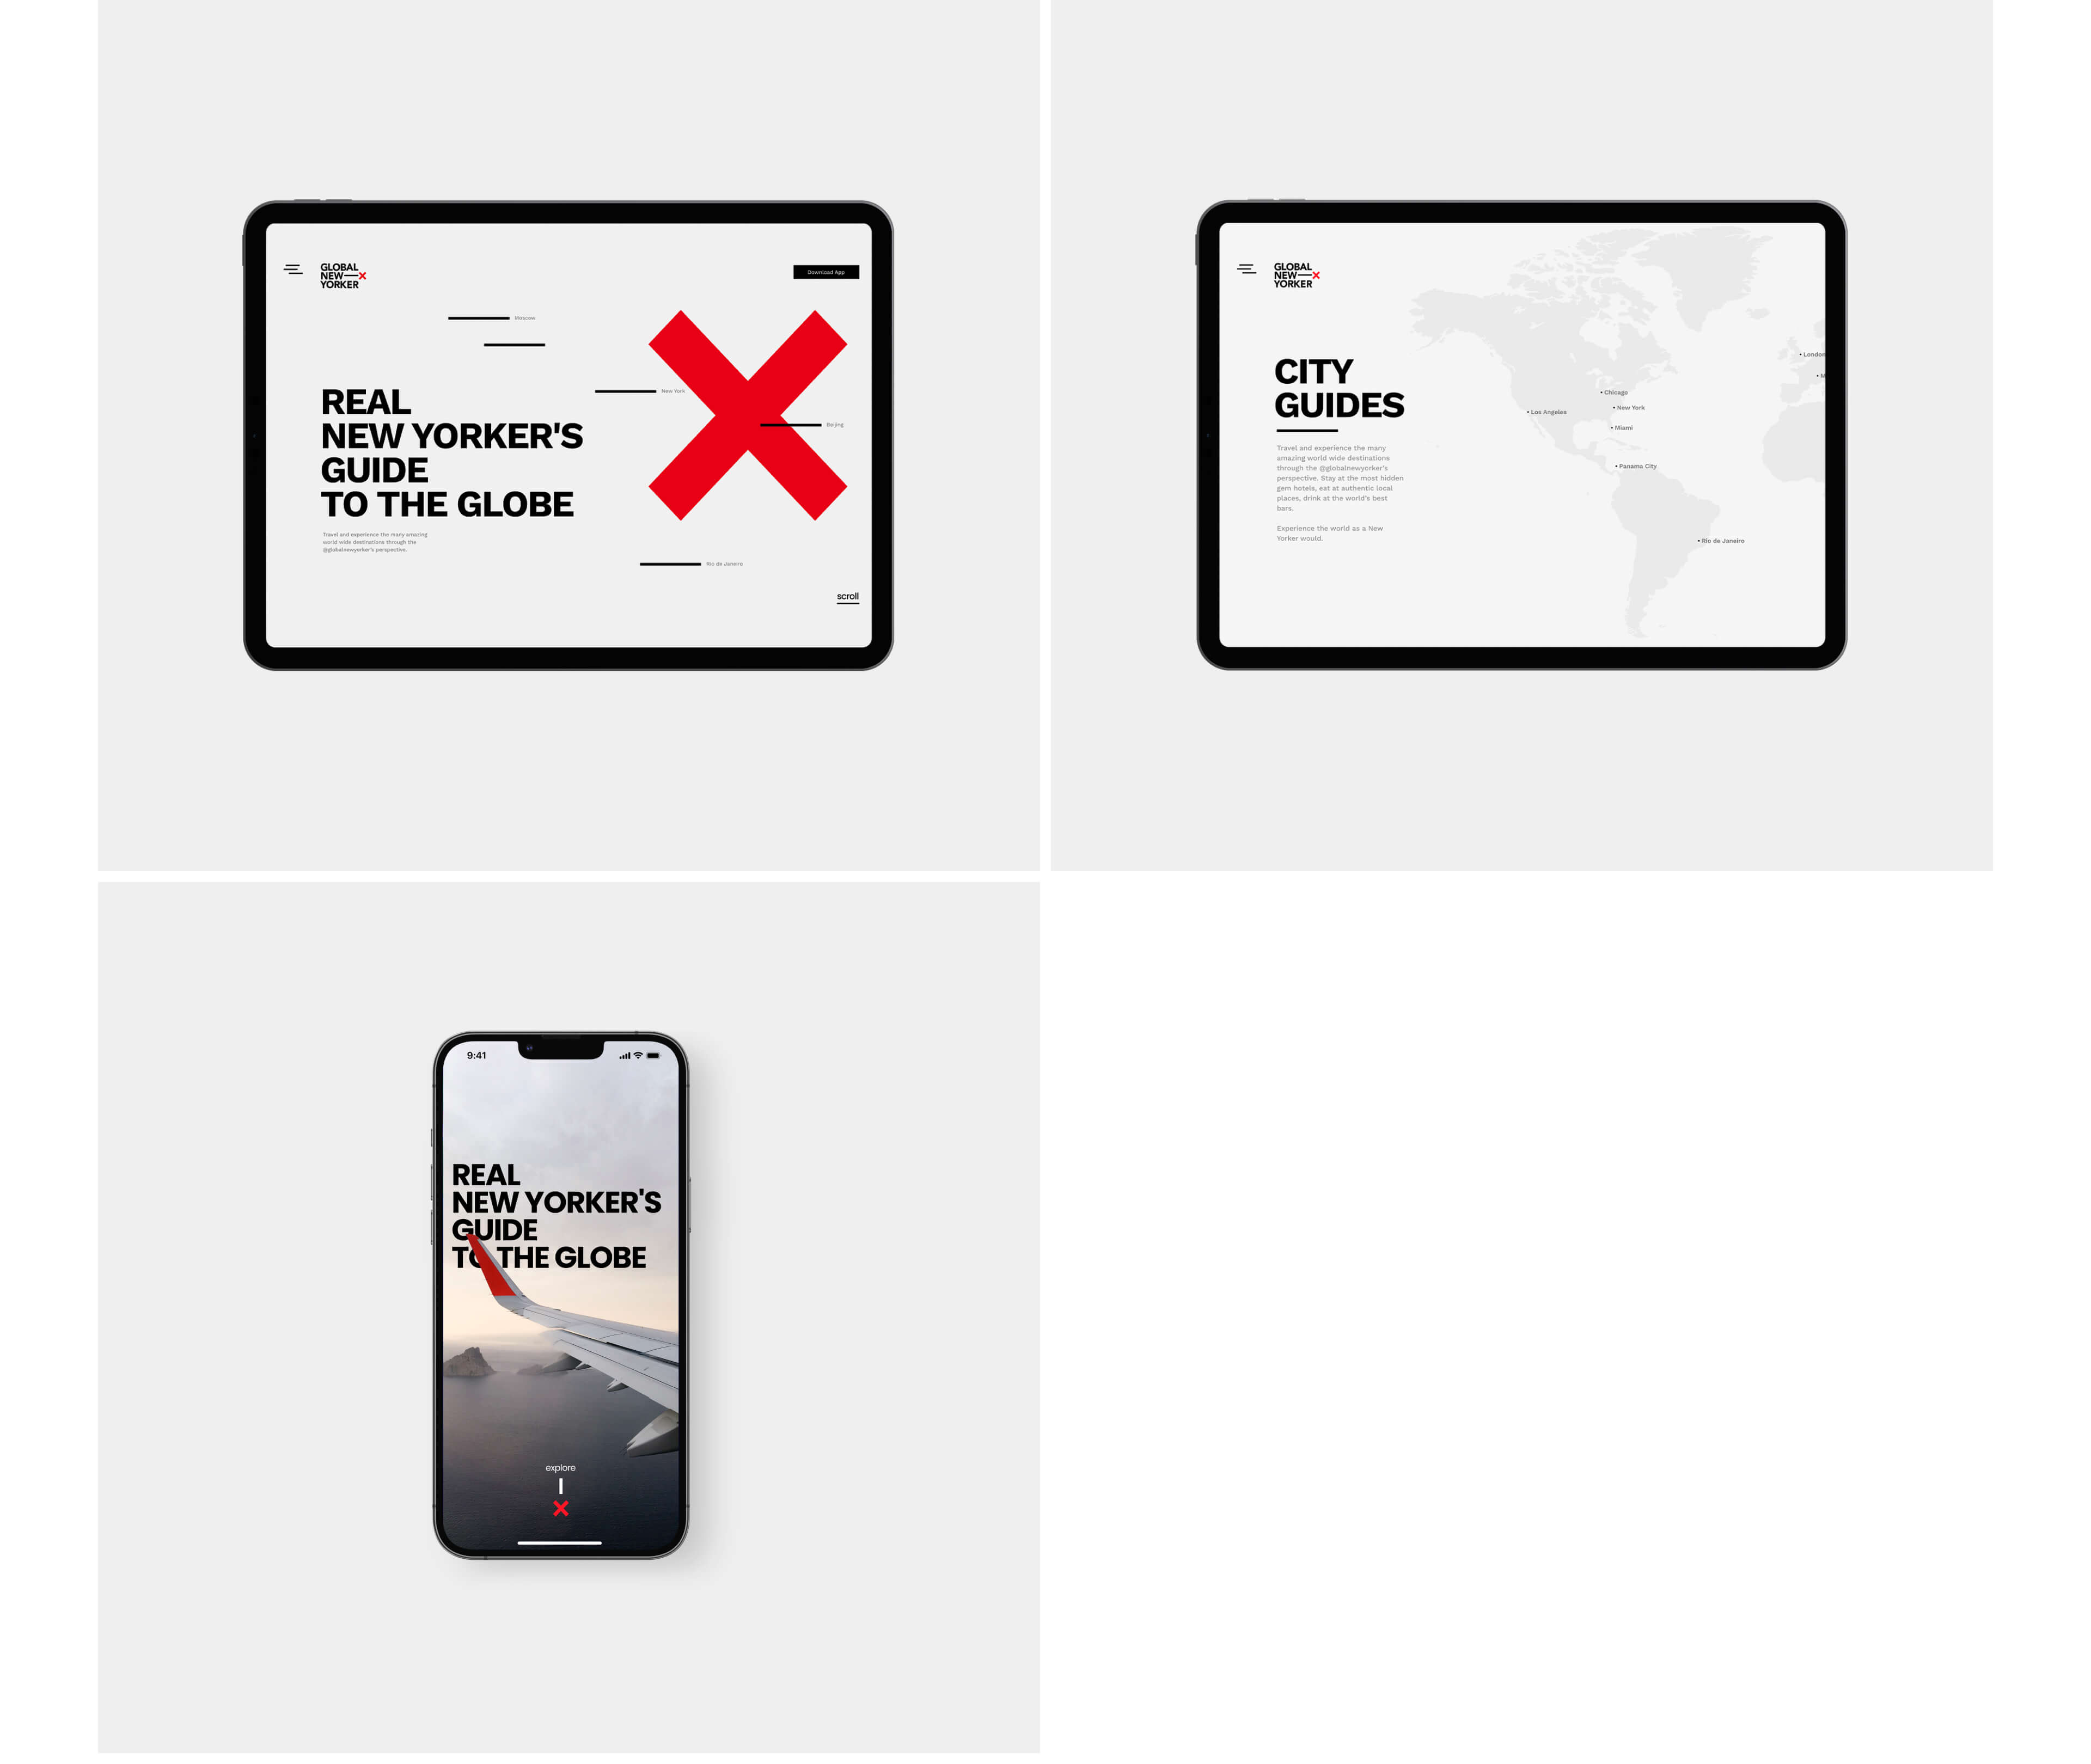 GLOBAL
NEW
YORKER
Download App
Moscow
New York
Beijing
REAL
NEW YORKER'S
GUIDE
TO THE GLOBE
Travel and experience the many amazing
world wide destinations through the
@globalnewyorker's perspective.
Rio de Janeiro
scroll
GLOBAL
NEW
YORKER
CITY
GUIDES
Travel and experience the many
amazing world wide destinations
through the @globalnewyorker's
perspective. Stay at the most hidden
gem hotels, eat at authentic local
places, drink at the world's best
bars.
Experience the world as a New
Yorker would.
London
M
Chicago
New York
Los Angeles
Miami
Panama City
Rio de Janeiro
9:41
REAL
NEW YORKER'S
GUIDE
TO THE GLOBE
explore